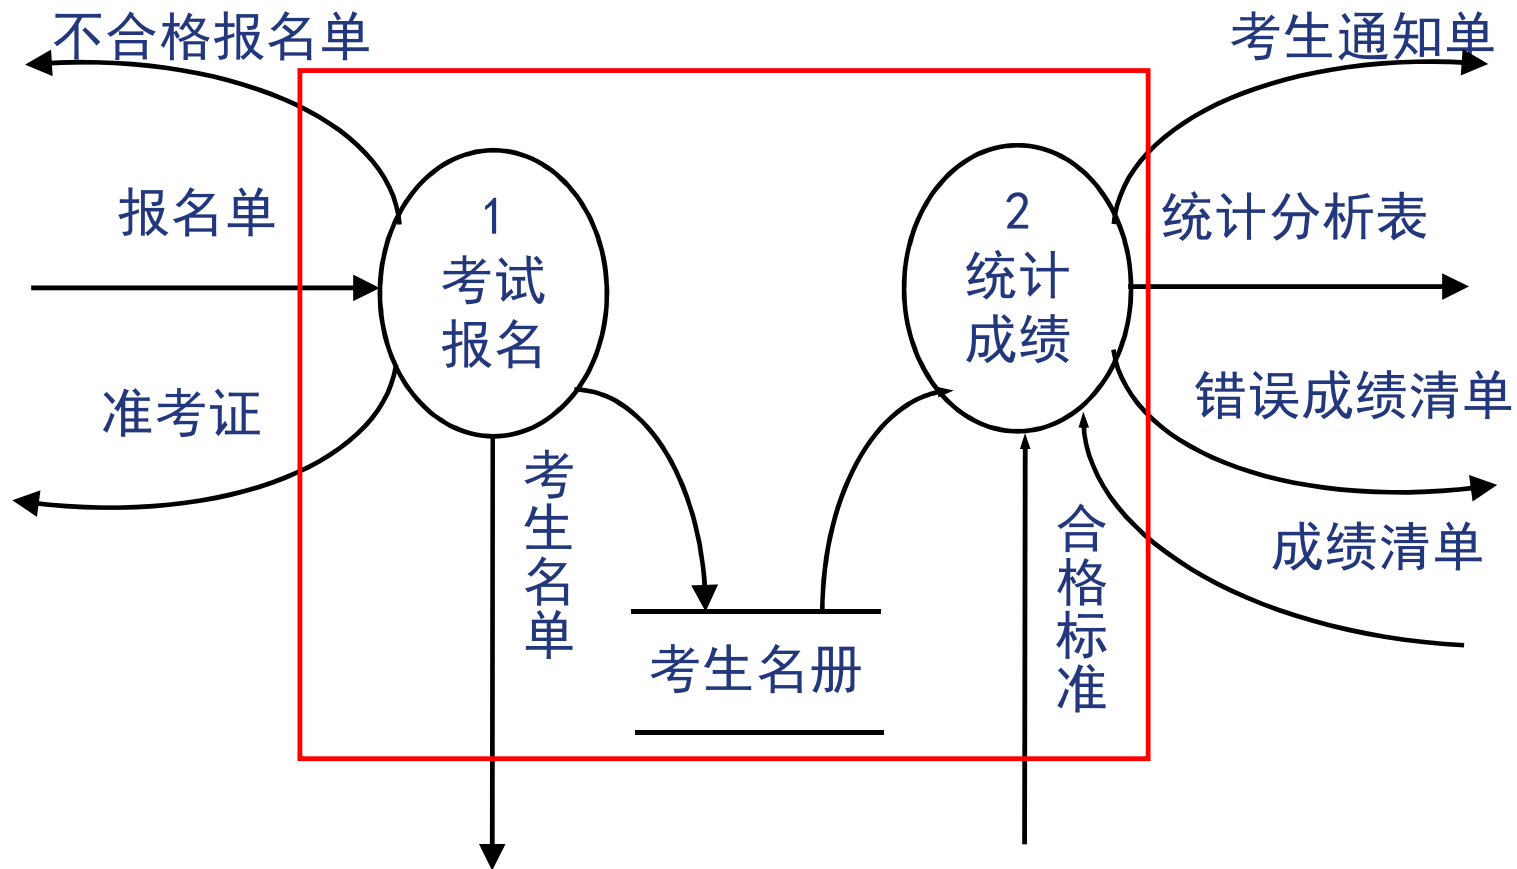 不合格报名单
考生通知单
报名单
1
考试
报名
2
统计
成绩
统计分析表
准考证
错误成绩清单
考生名单
合格标准
成绩清单
考生名册